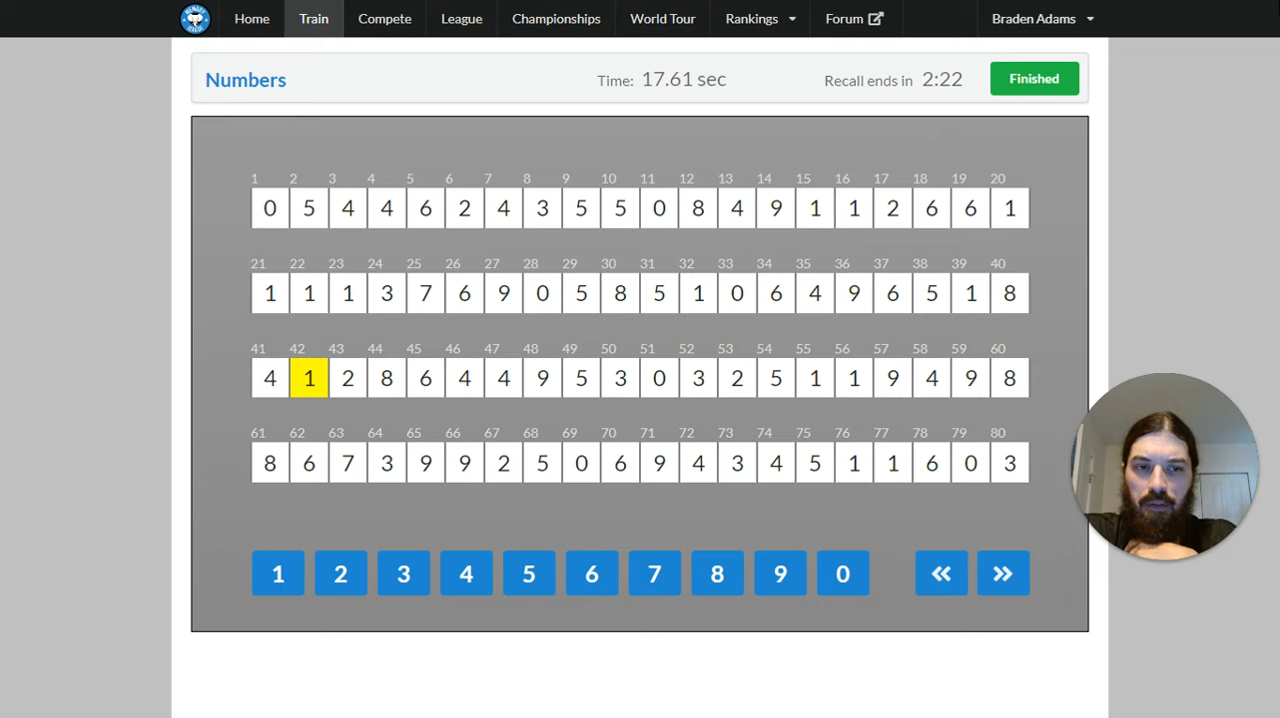 Home Train Compete League Championships World Tour Rankings Forum Braden Adams
Numbers Time: 17.61 sec Recall ends in 2:22 Finished
1 2 3 4 5 6 7 8 9 10 11 12 13 14 15 16 17 18 19 20
0 5 4 4 6 2 4 3 5 5 0 8 4 9 1 1 2 6 6 1
21 22 23 24 25 26 27 28 29 30 31 32 33 34 35 36 37 38 39 40
1 1 1 3 7 6 9 0 5 8 5 1 0 6 4 9 6 5 1 8
41 42 43 44 45 46 47 48 49 50 51 52 53 54 55 56 57 58 59 60
4 1 2 8 6 4 4 9 5 3 0 3 2 5 1 1 9 4 9 8
61 62 63 64 65 66 67 68 69 70 71 72 73 74 75 76 77 78 79 80
8 6 7 3 9 9 2 5 0 6 9 4 3 4 5 1 1 6 0 3
1 2 3 4 5 6 7 8 9 0